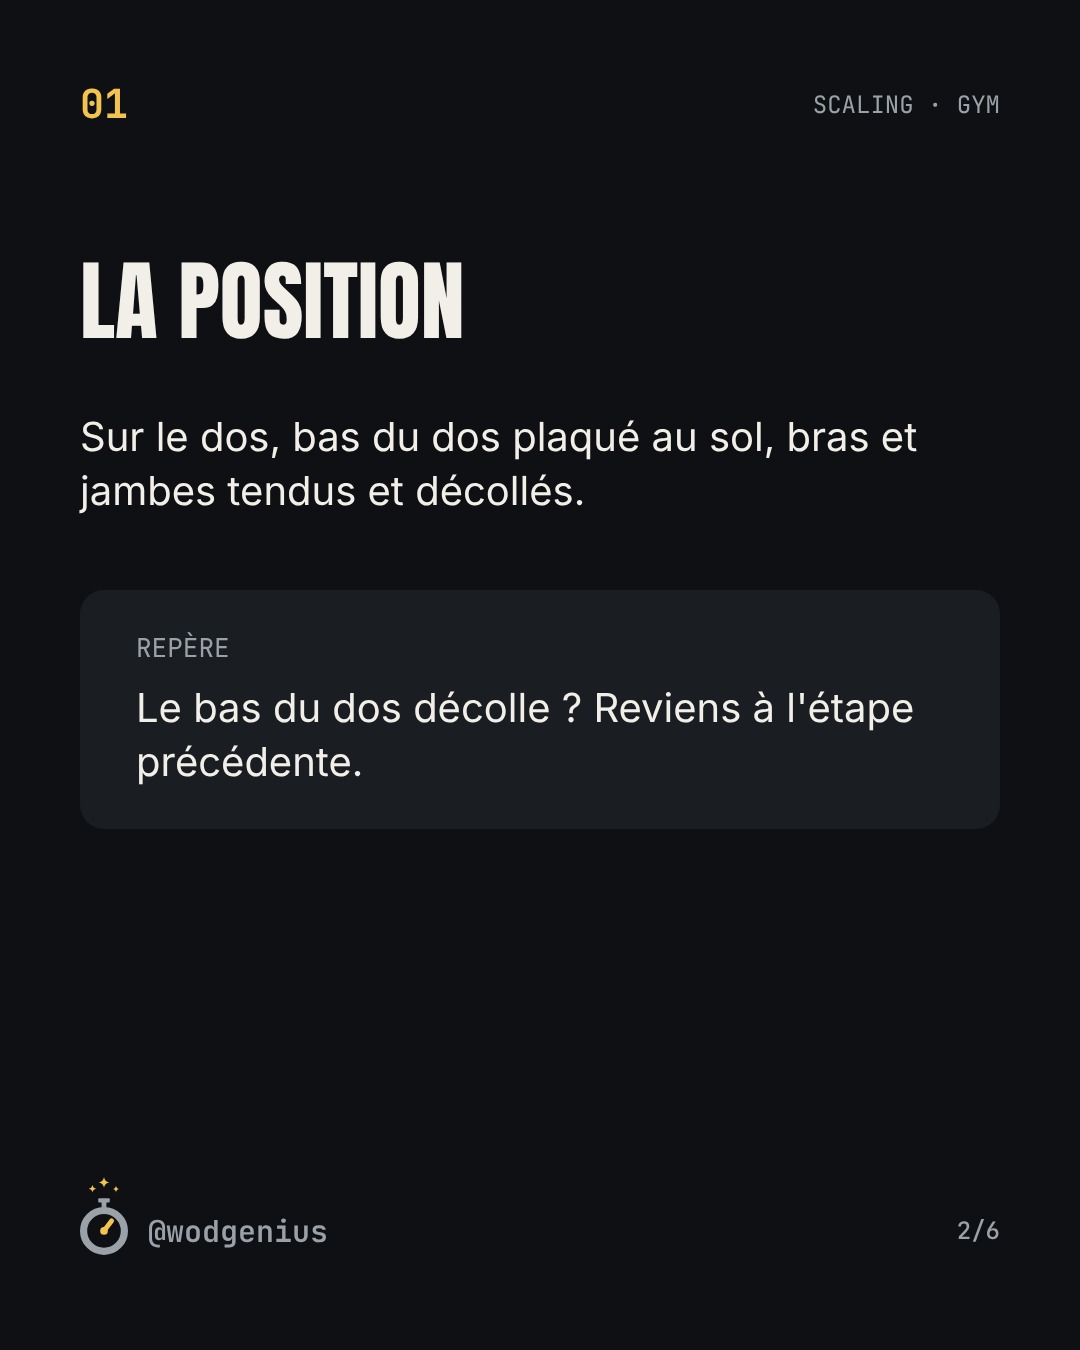 01
SCALING · GYM
LA POSITION
Sur le dos, bas du dos plaqué au sol, bras et
jambes tendus et décollés.
REPÈRE
Le bas du dos décolle ? Reviens à l'étape
précédente.
@wodgenius
2/6